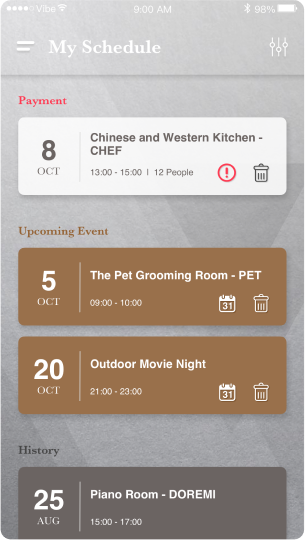 Vibe 9:00 AM 98%
My Schedule
Payment
8
OCT
Chinese and Western Kitchen -
CHEF
13:00 - 15:00 | 12 People
Upcoming Event
5
OCT
The Pet Grooming Room - PET
09:00 - 10:00
31
20
OCT
Outdoor Movie Night
21:00 - 23:00
31
History
25
AUG
Piano Room - DOREMI
15:00 - 17:00